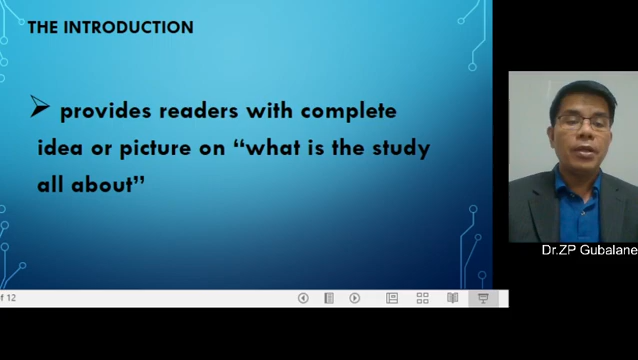 THE INTRODUCTION
provides readers with complete
idea or picture on “what is the study
all about”
Dr.ZP Gubalane
of 12